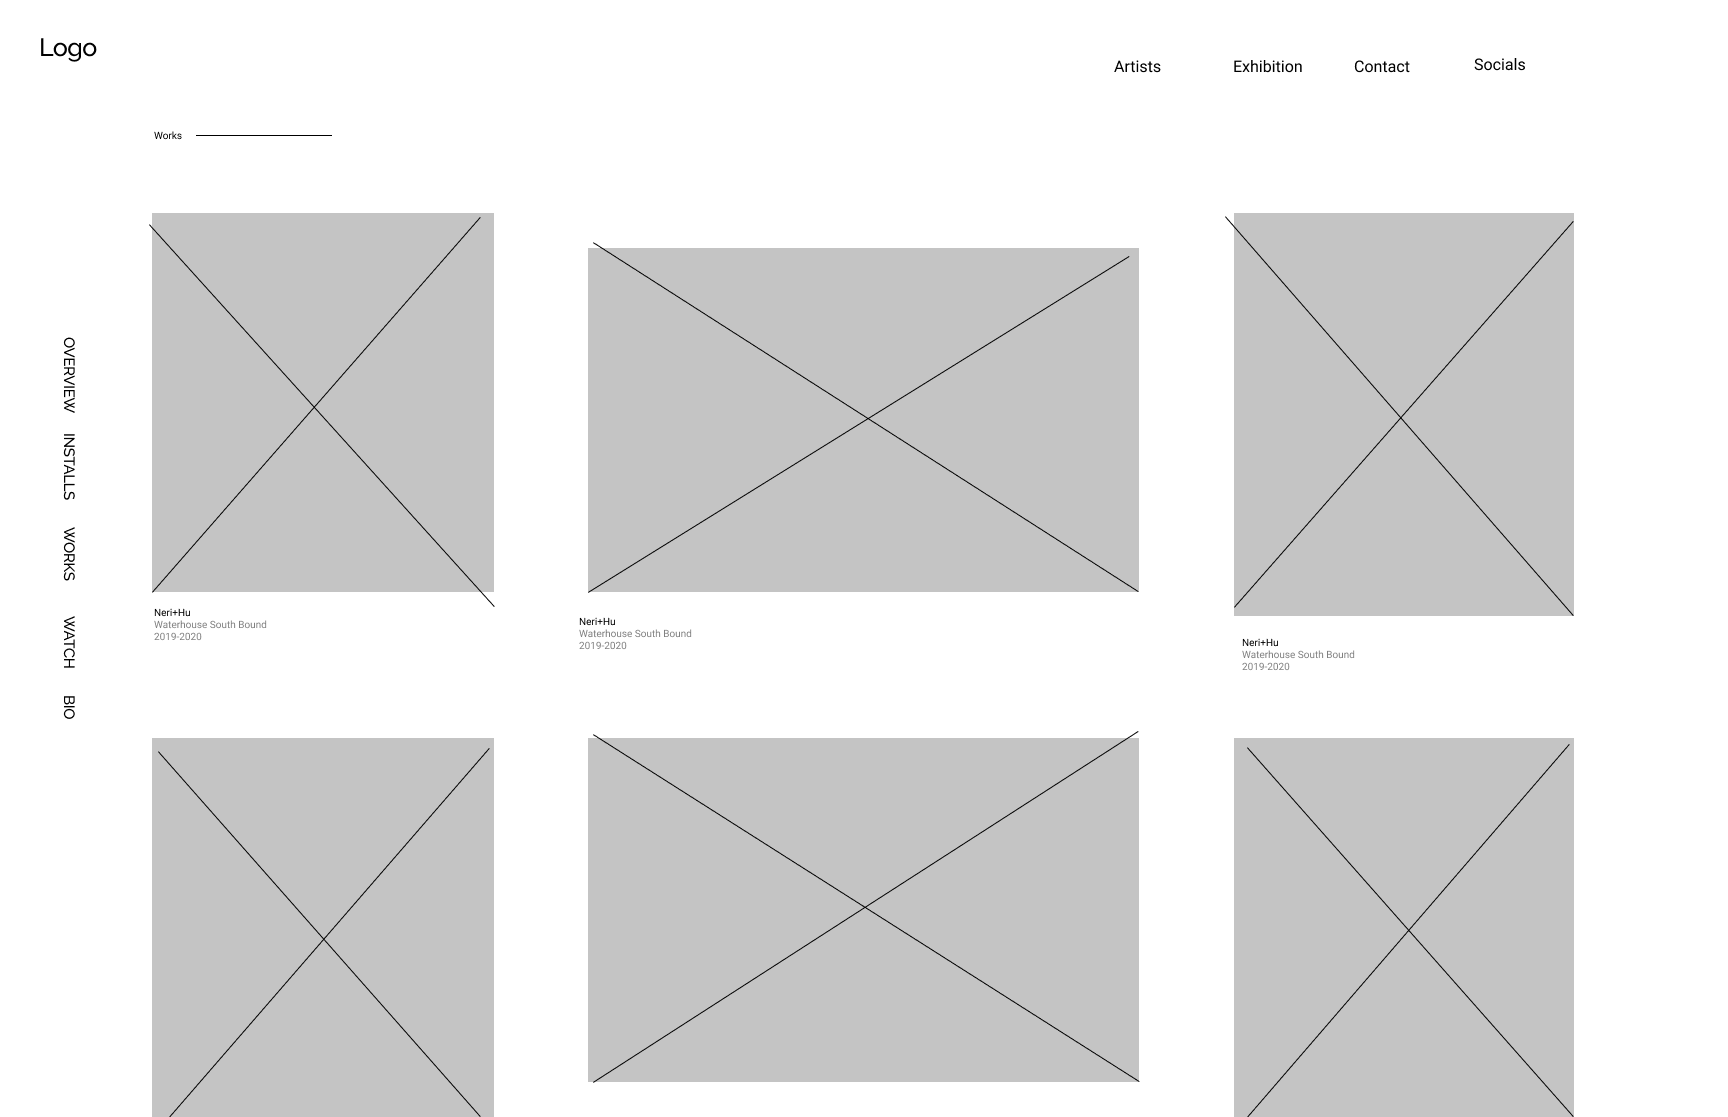 Logo
Artists
Exhibition
Contact
Socials
Works
OVERVIEW
INSTALLS
WORKS
WATCH
BIO
Neri+Hu
Waterhouse South Bound
2019-2020
Neri+Hu
Waterhouse South Bound
2019-2020
Neri+Hu
Waterhouse South Bound
2019-2020